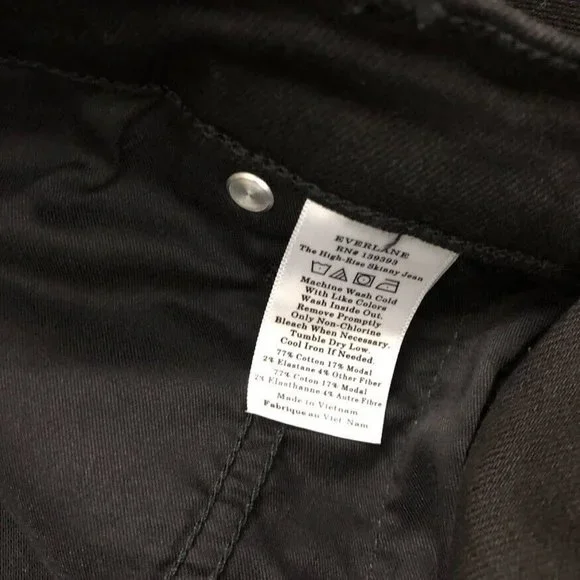 EVERLANE
RN# 139393
The High-Rise Skinny Jean
Machine Wash Cold
With Like Colors
Wash Inside Out.
Remove Promptly
Only Non-Chlorine
Bleach When Necessary.
Tumble Dry Low.
Cool Iron If Needed.
77% Cotton 17% Modal
2% Elastane 4% Other Fiber
77% Coton 17% Modal
2% Elasthanne 4% Autre Fibre
Made in Vietnam
Fabrique au Viet Nam